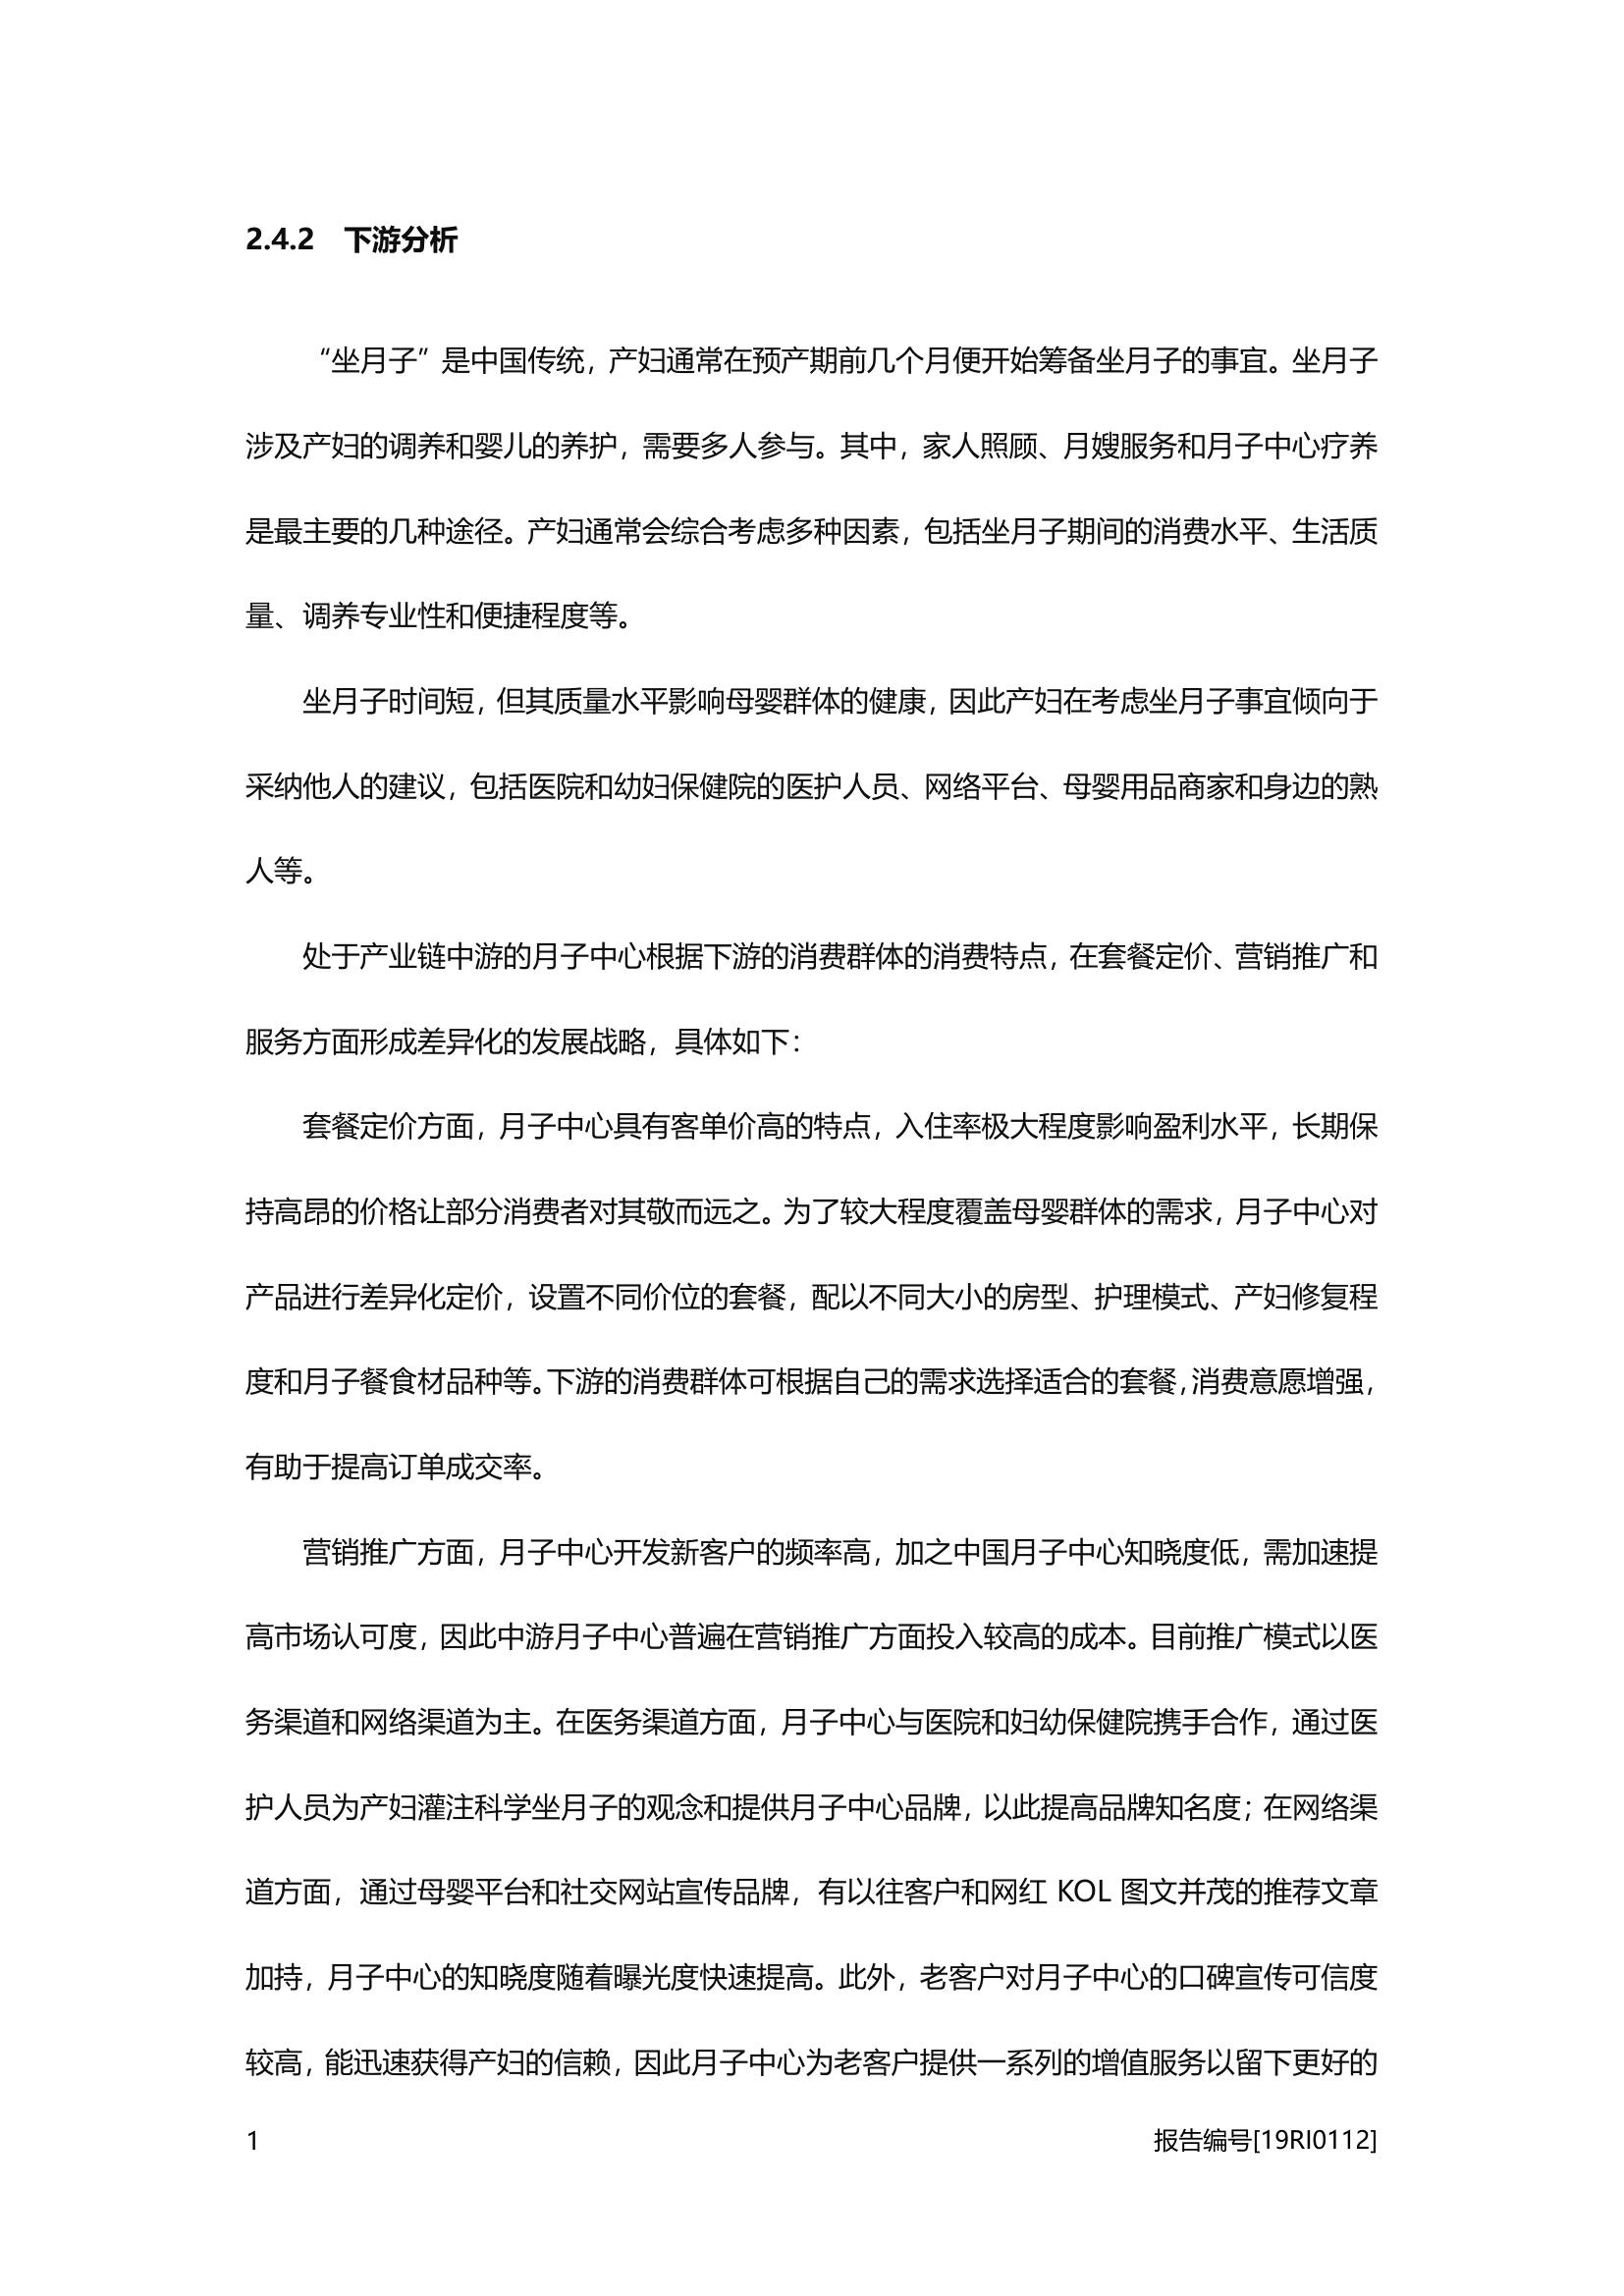 2.4.2 下游分析
“坐月子”是中国传统，产妇通常在预产期前几个月便开始筹备坐月子的事宜。坐月子
涉及产妇的调养和婴儿的养护，需要多人参与。其中，家人照顾、月嫂服务和月子中心疗养
是最主要的几种途径。产妇通常会综合考虑多种因素，包括坐月子期间的消费水平、生活质
量、调养专业性和便捷程度等。
坐月子时间短，但其质量水平影响母婴群体的健康，因此产妇在考虑坐月子事宜倾向于
采纳他人的建议，包括医院和幼妇保健院的医护人员、网络平台、母婴用品商家和身边的熟
人等。
处于产业链中游的月子中心根据下游的消费群体的消费特点，在套餐定价、营销推广和
服务方面形成差异化的发展战略，具体如下：
套餐定价方面，月子中心具有客单价高的特点，入住率极大程度影响盈利水平，长期保
持高昂的价格让部分消费者对其敬而远之。为了较大程度覆盖母婴群体的需求，月子中心对
产品进行差异化定价，设置不同价位的套餐，配以不同大小的房型、护理模式、产妇修复程
度和月子餐食材品种等。下游的消费群体可根据自己的需求选择适合的套餐，消费意愿增强，
有助于提高订单成交率。
营销推广方面，月子中心开发新客户的频率高，加之中国月子中心知晓度低，需加速提
高市场认可度，因此中游月子中心普遍在营销推广方面投入较高的成本。目前推广模式以医
务渠道和网络渠道为主。在医务渠道方面，月子中心与医院和妇幼保健院携手合作，通过医
护人员为产妇灌注科学坐月子的观念和提供月子中心品牌，以此提高品牌知名度；在网络渠
道方面，通过母婴平台和社交网站宣传品牌，有以往客户和网红 KOL 图文并茂的推荐文章
加持，月子中心的知晓度随着曝光度快速提高。此外，老客户对月子中心的口碑宣传可信度
较高，能迅速获得产妇的信赖，因此月子中心为老客户提供一系列的增值服务以留下更好的
1 报告编号[19RI0112]